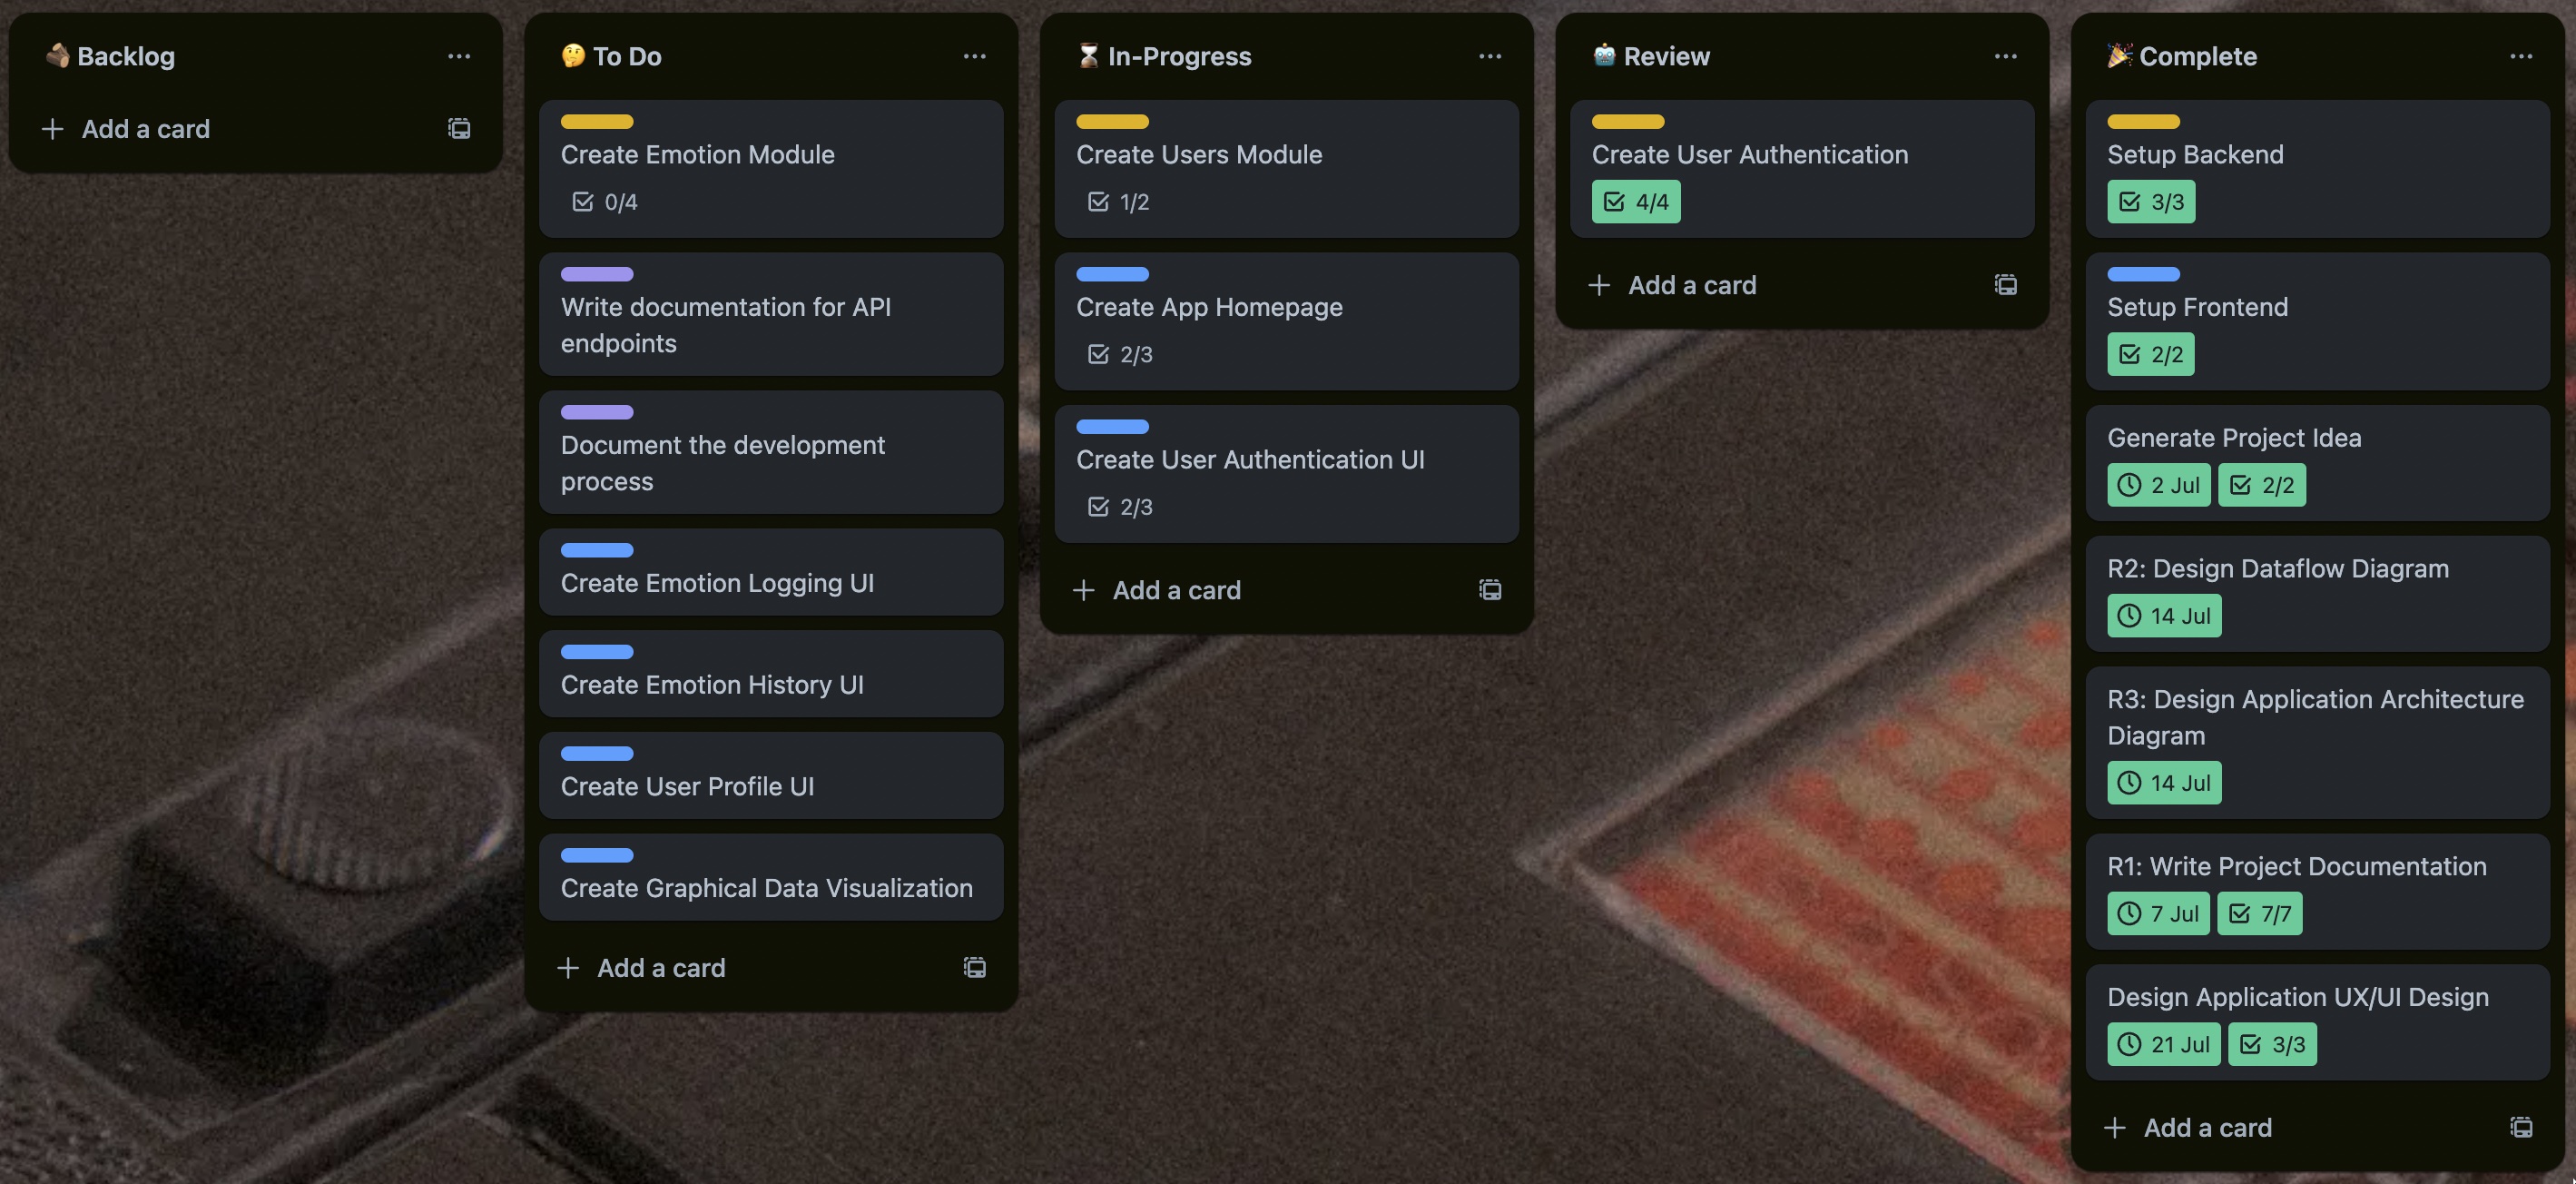 Backlog
Add a card
To Do
Create Emotion Module
0/4
Write documentation for API
endpoints
Document the development
process
Create Emotion Logging UI
Create Emotion History UI
Create User Profile UI
Create Graphical Data Visualization
Add a card
In-Progress
Create Users Module
1/2
Create App Homepage
2/3
Create User Authentication UI
2/3
Add a card
Review
Create User Authentication
4/4
Add a card
Complete
Setup Backend
3/3
Setup Frontend
2/2
Generate Project Idea
2 Jul 2/2
R2: Design Dataflow Diagram
14 Jul
R3: Design Application Architecture
Diagram
14 Jul
R1: Write Project Documentation
7 Jul 7/7
Design Application UX/UI Design
21 Jul 3/3
Add a card